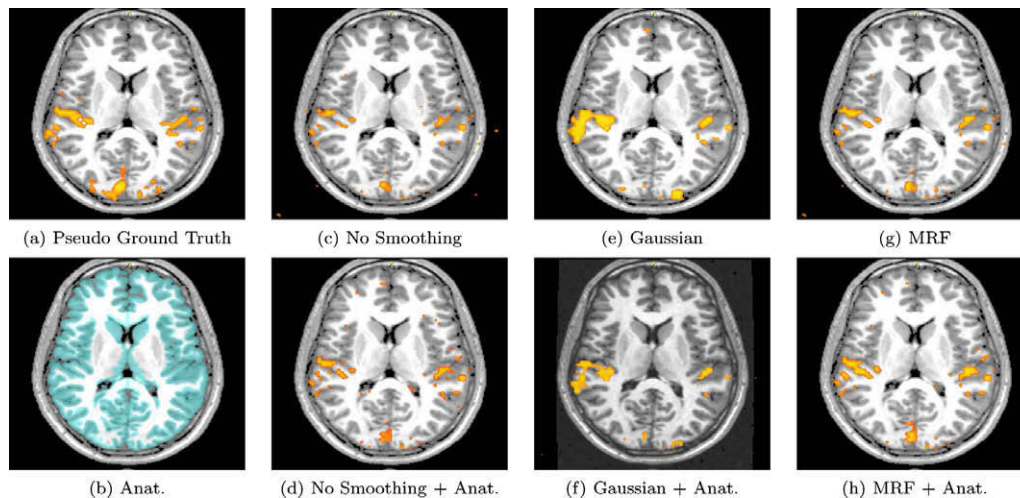 (a) Pseudo Ground Truth
(c) No Smoothing
(e) Gaussian
(g) MRF
(b) Anat.
(d) No Smoothing + Anat.
(f) Gaussian + Anat.
(h) MRF + Anat.